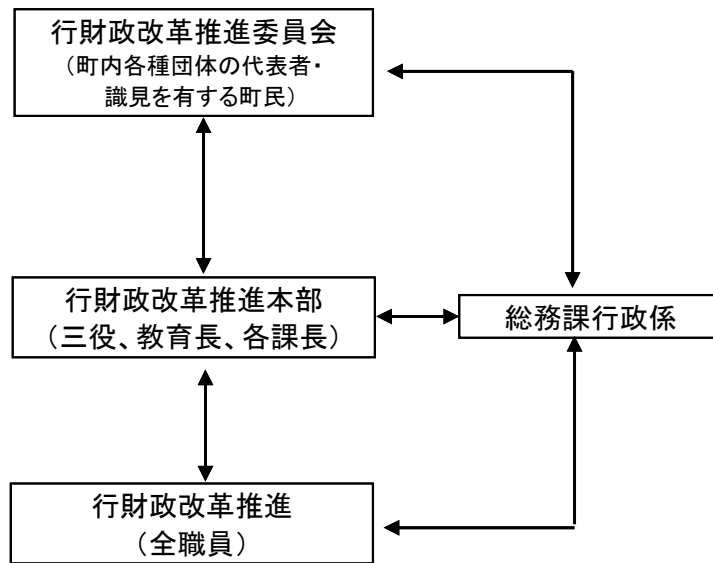 行財政改革推進委員会
（町内各種団体の代表者・
識見を有する町民）
行財政改革推進本部
（三役、教育長、各課長）
総務課行政係
行財政改革推進
（全職員）